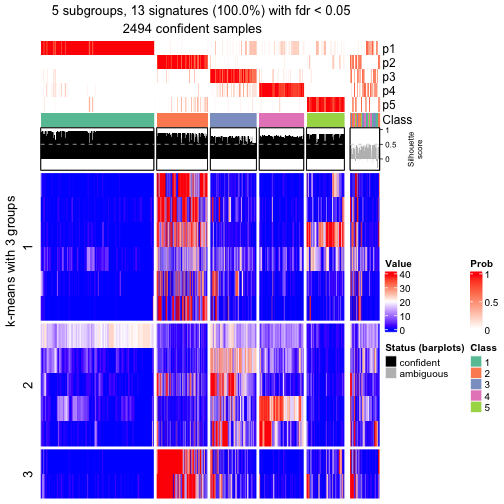 5 subgroups, 13 signatures (100.0%) with fdr < 0.05
2494 confident samples
p1
p2
p3
p4
p5
Class
1
0.5
0
Silhouette
score
k-means with 3 groups
1
2
3
Value
40
30
20
10
0
Prob
1
0.5
0
Status (barplots)
confident
ambiguous
Class
1
2
3
4
5